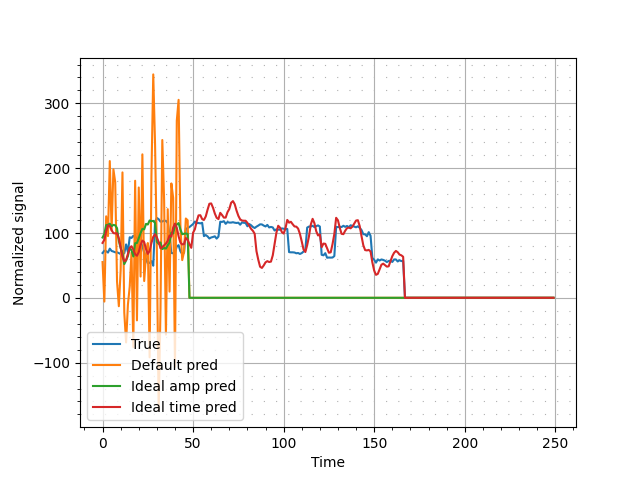 300
200
100
0
−100
0
50
100
150
200
250
Normalized signal
Time
True
Default pred
Ideal amp pred
Ideal time pred